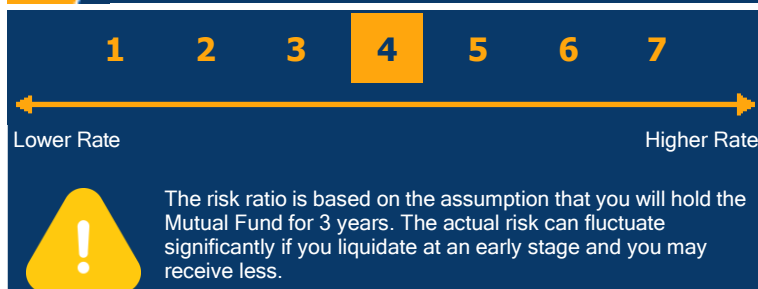 1 2 3 4 5 6 7
Lower Rate Higher Rate
The risk ratio is based on the assumption that you will hold the
Mutual Fund for 3 years. The actual risk can fluctuate
significantly if you liquidate at an early stage and you may
receive less.